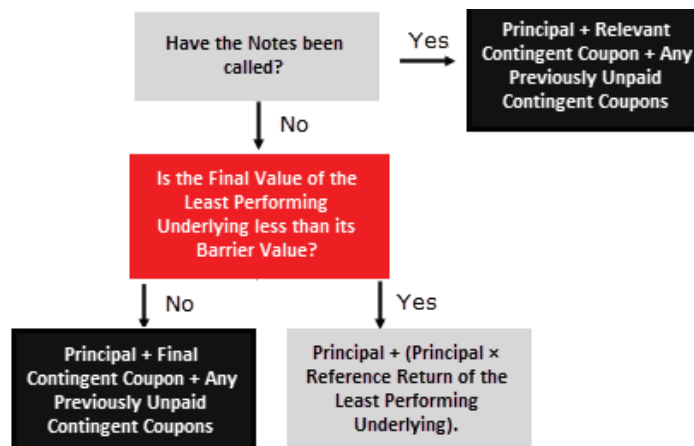 Have the Notes been
called?
Yes
Principal + Relevant
Contingent Coupon + Any
Previously Unpaid
Contingent Coupons
No
Is the Final Value of the
Least Performing
Underlying less than its
Barrier Value?
No
Yes
Principal + Final
Contingent Coupon + Any
Previously Unpaid
Contingent Coupons
Principal + (Principal ×
Reference Return of the
Least Performing
Underlying).